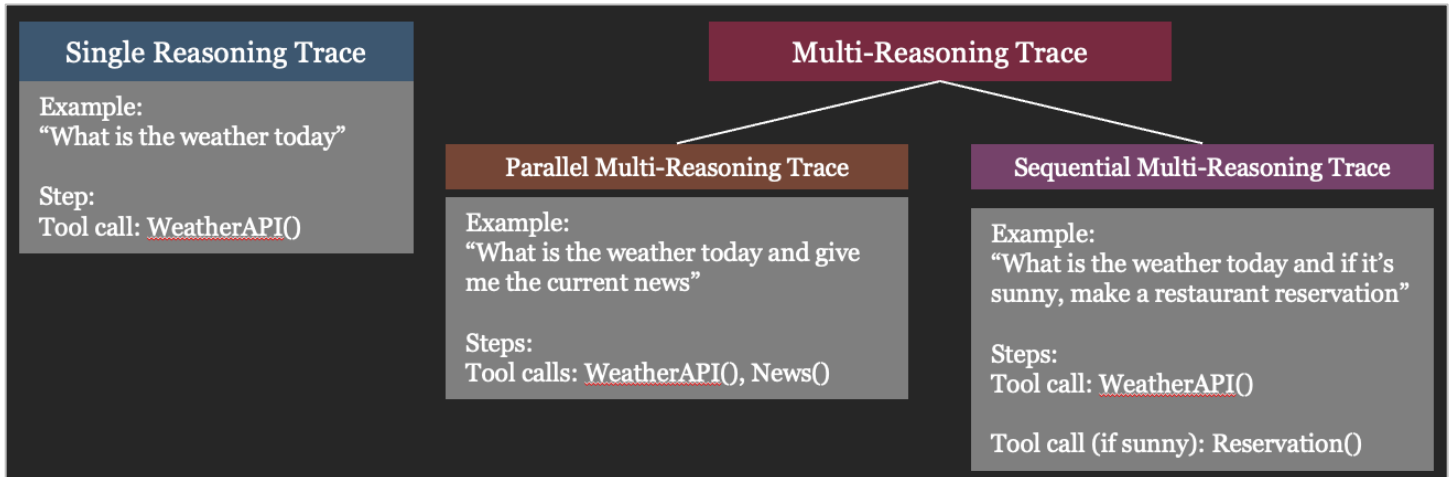 Single Reasoning Trace
Example:
“What is the weather today”
Step:
Tool call: WeatherAPI()
Multi-Reasoning Trace
Parallel Multi-Reasoning Trace
Example:
“What is the weather today and give
me the current news”
Steps:
Tool calls: WeatherAPI(), News()
Sequential Multi-Reasoning Trace
Example:
“What is the weather today and if it’s
sunny, make a restaurant reservation”
Steps:
Tool call: WeatherAPI()
Tool call (if sunny): Reservation()